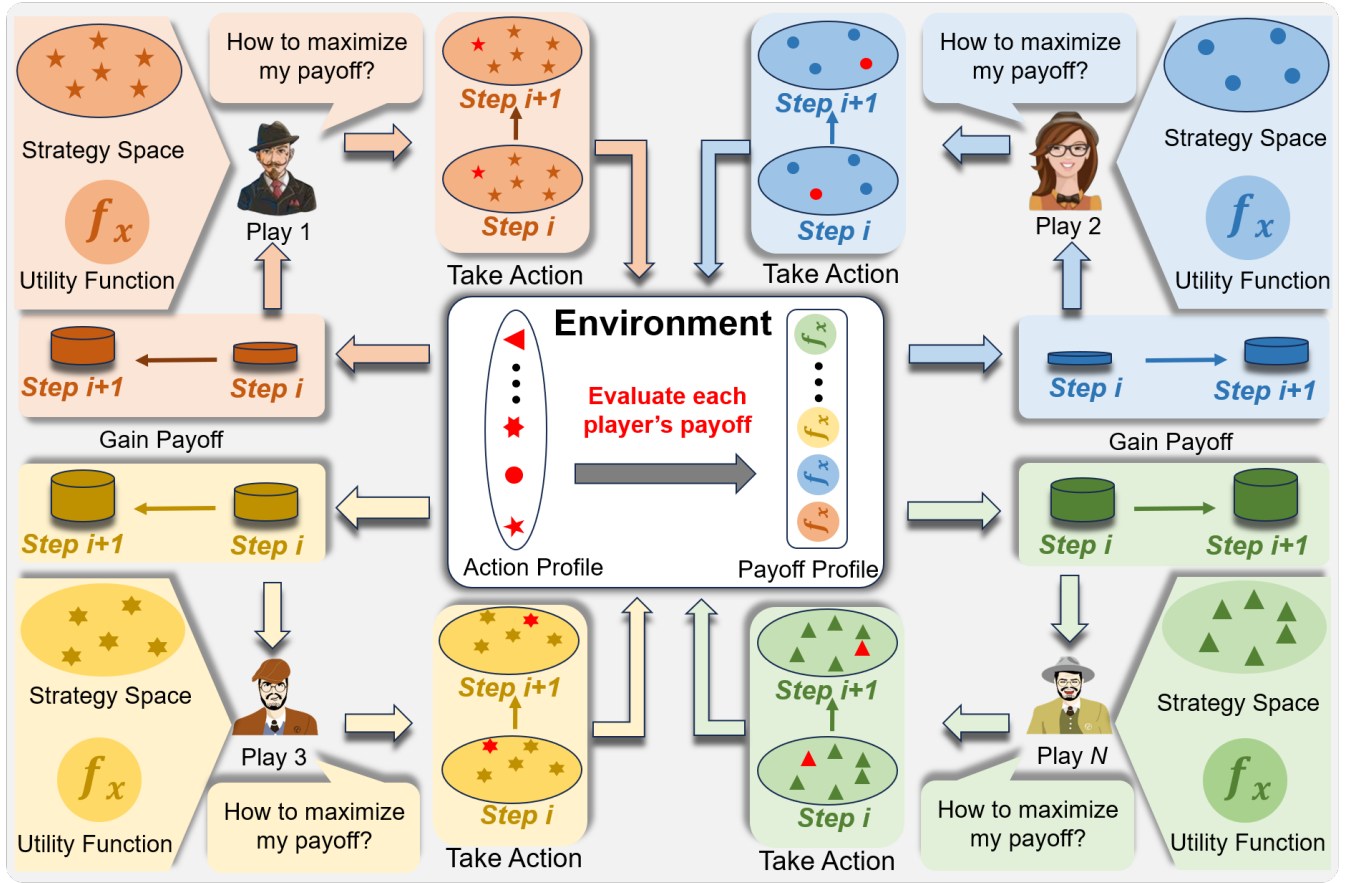 How to maximize
my payoff?
Step i+1
Step i
Take Action
Strategy Space
f x
Utility Function
Play 1
Step i+1
Step i
Take Action
How to maximize
my payoff?
Play 2
Strategy Space
f x
Utility Function
Step i+1
Step i
Gain Payoff
Environment
Evaluate each
player's payoff
Action Profile
f x
f x
f x
f x
Payoff Profile
Step i
Step i+1
Gain Payoff
Step i+1
Step i
Step i
Step i+1
Strategy Space
f x
Utility Function
Play 3
How to maximize
my payoff?
Step i+1
Step i
Take Action
Step i+1
Step i
Take Action
Play N
How to maximize
my payoff?
Strategy Space
f x
Utility Function